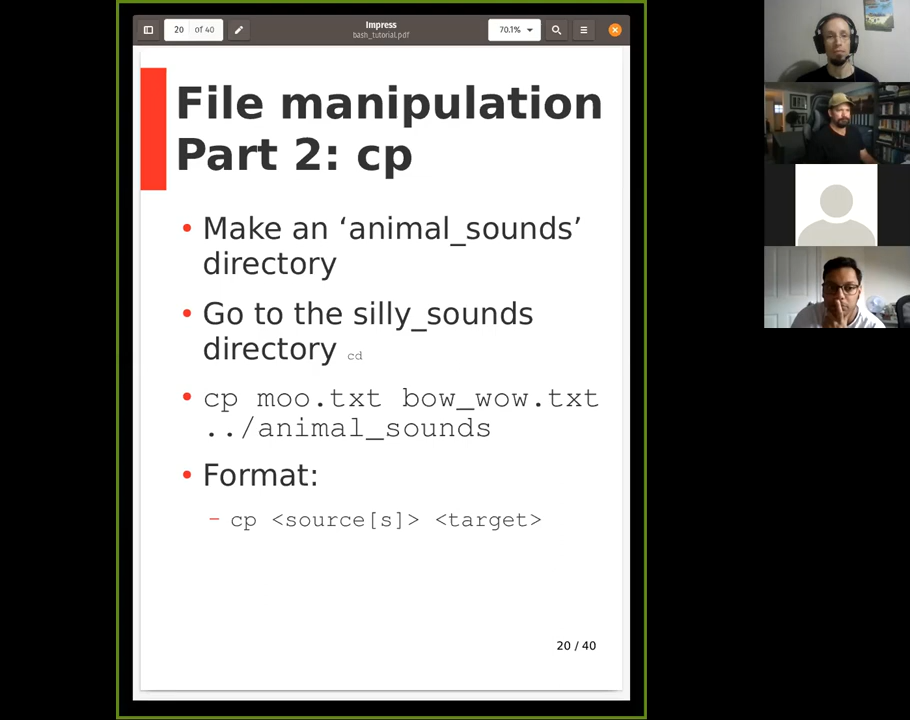 20 of 40
Impress
bash_tutorial.pdf
70.1%
File manipulation
Part 2: cp
• Make an ‘animal_sounds’
directory
• Go to the silly_sounds
directory cd
• cp moo.txt bow_wow.txt
../animal_sounds
• Format:
– cp <source[s]> <target>
20 / 40